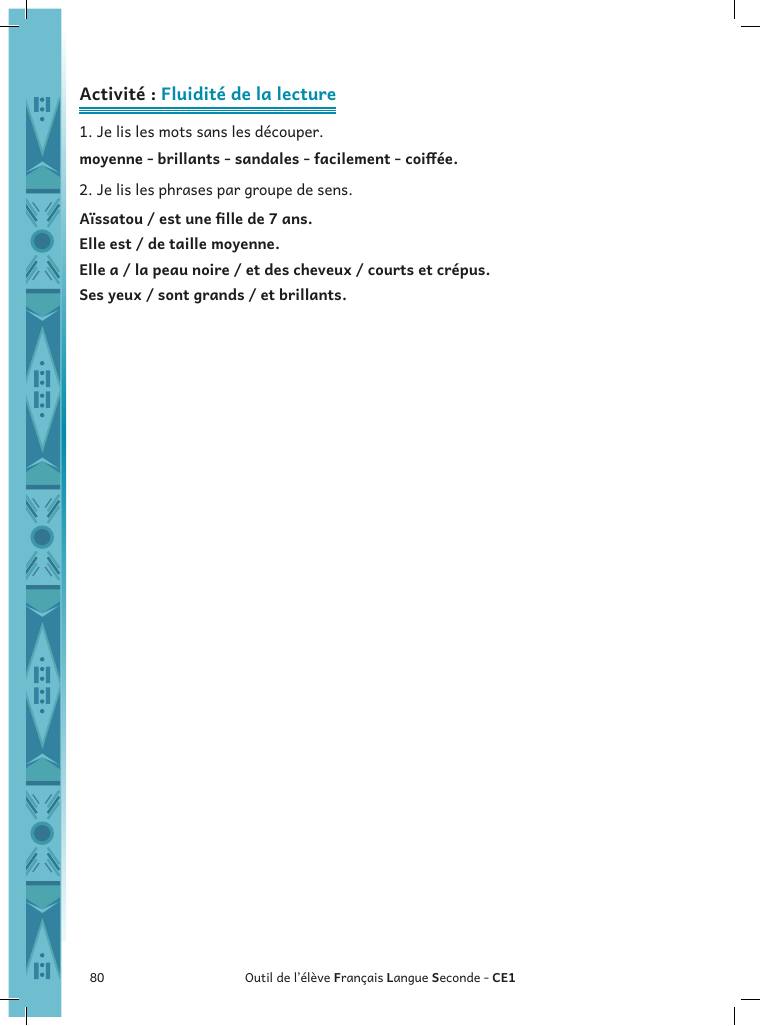 Activité : Fluidité de la lecture
1. Je lis les mots sans les découper.
moyenne - brillants - sandales - facilement - coiffée.
2. Je lis les phrases par groupe de sens.
Aïssatou / est une fille de 7 ans.
Elle est / de taille moyenne.
Elle a / la peau noire / et des cheveux / courts et crépus.
Ses yeux / sont grands / et brillants.
80 Outil de l'élève Français Langue Seconde - CE1